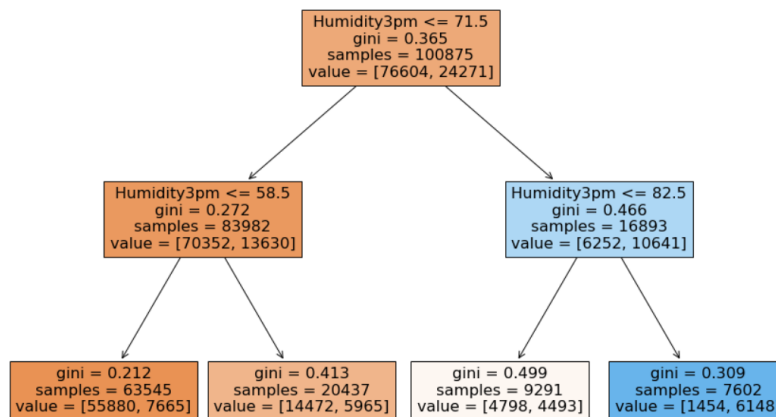 Humidity3pm <= 71.5
gini = 0.365
samples = 100875
value = [76604, 24271]
Humidity3pm <= 58.5
gini = 0.272
samples = 83982
value = [70352, 13630]
Humidity3pm <= 82.5
gini = 0.466
samples = 16893
value = [6252, 10641]
gini = 0.212
samples = 63545
value = [55880, 7665]
gini = 0.413
samples = 20437
value = [14472, 5965]
gini = 0.499
samples = 9291
value = [4798, 4493]
gini = 0.309
samples = 7602
value = [1454, 6148]